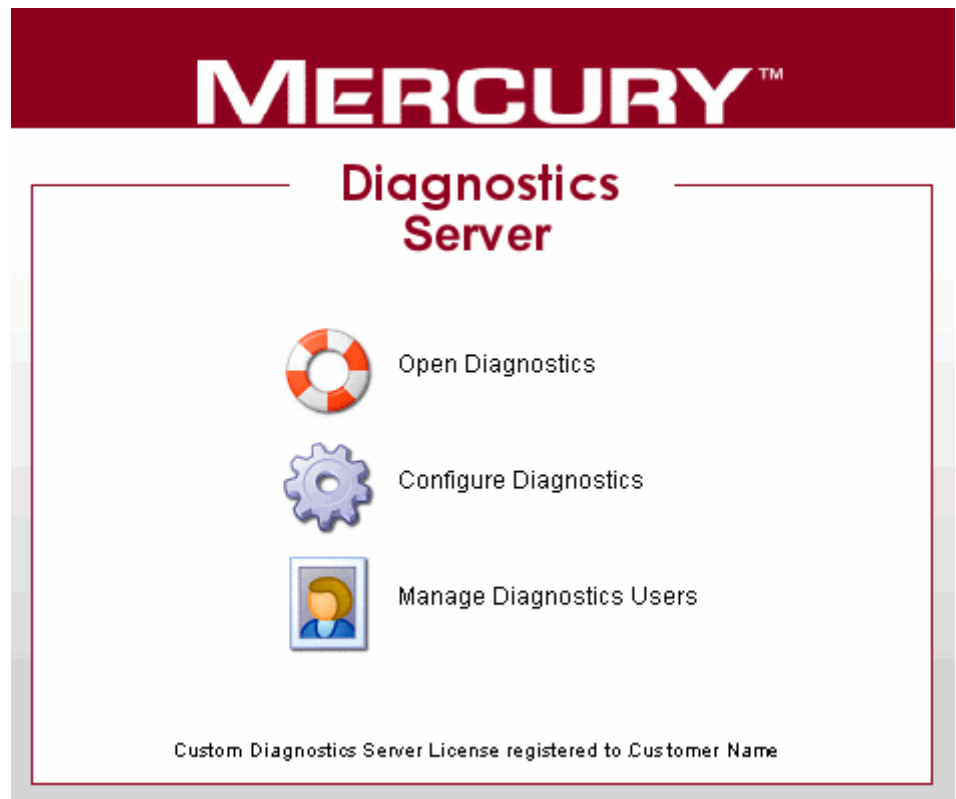 MERCURY™
Diagnostics
Server
Open Diagnostics
Configure Diagnostics
Manage Diagnostics Users
Custom Diagnostics Server License registered to Customer Name